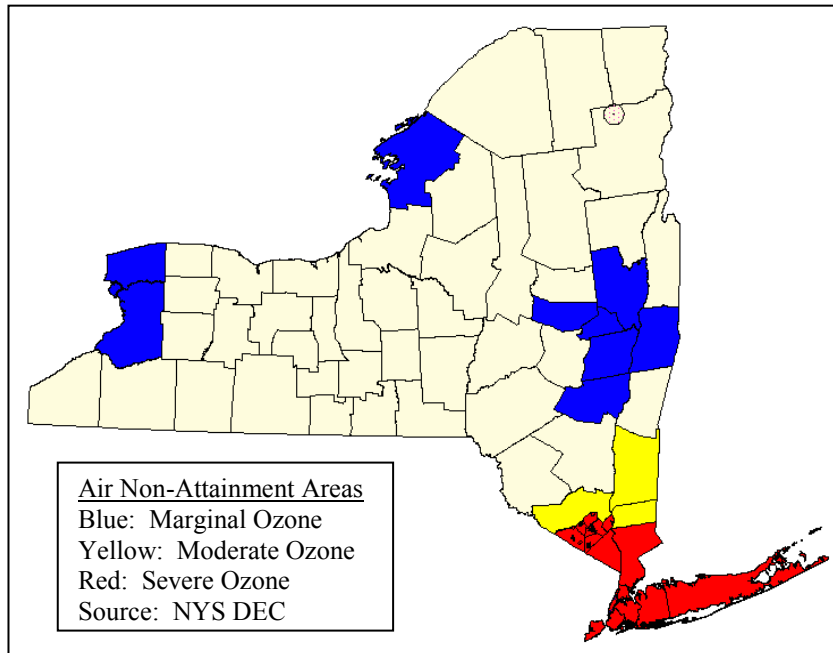 Air Non-Attainment Areas
Blue:  Marginal Ozone
Yellow:  Moderate Ozone
Red:  Severe Ozone
Source:  NYS DEC